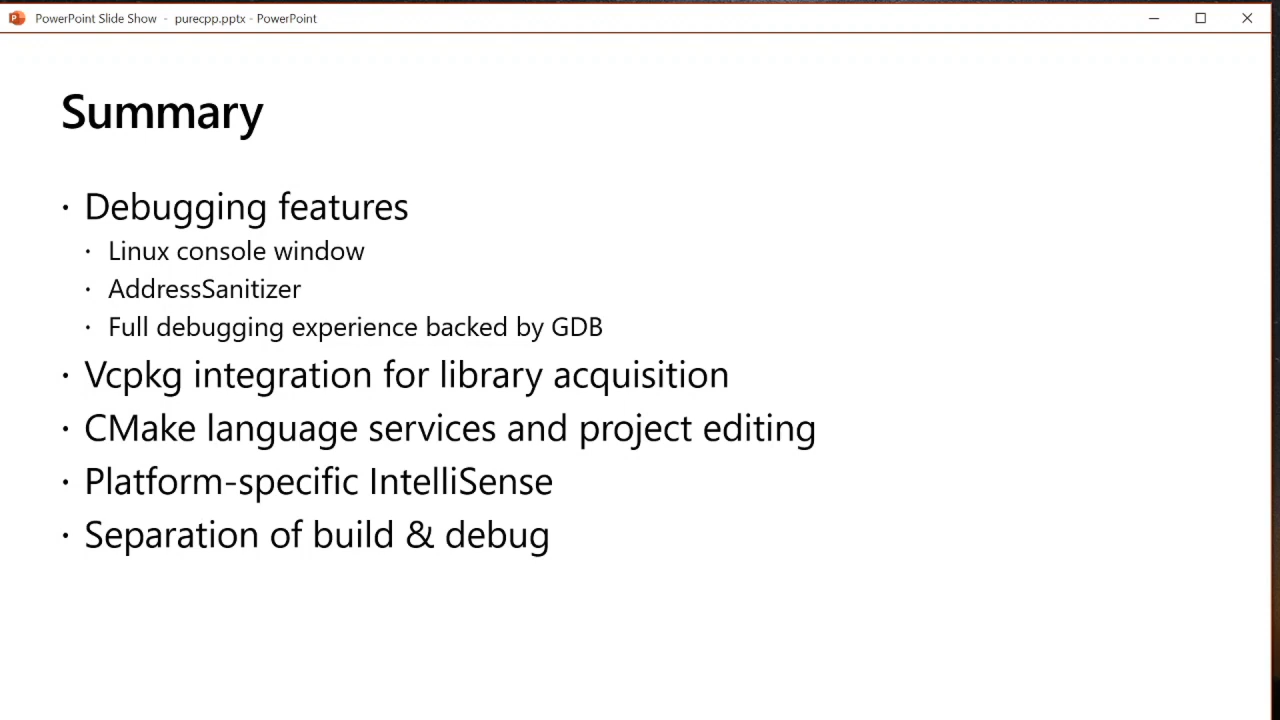 PowerPoint Slide Show - purecpp.pptx - PowerPoint
Summary
• Debugging features
• Linux console window
• AddressSanitizer
• Full debugging experience backed by GDB
• Vcpkg integration for library acquisition
• CMake language services and project editing
• Platform-specific IntelliSense
• Separation of build & debug